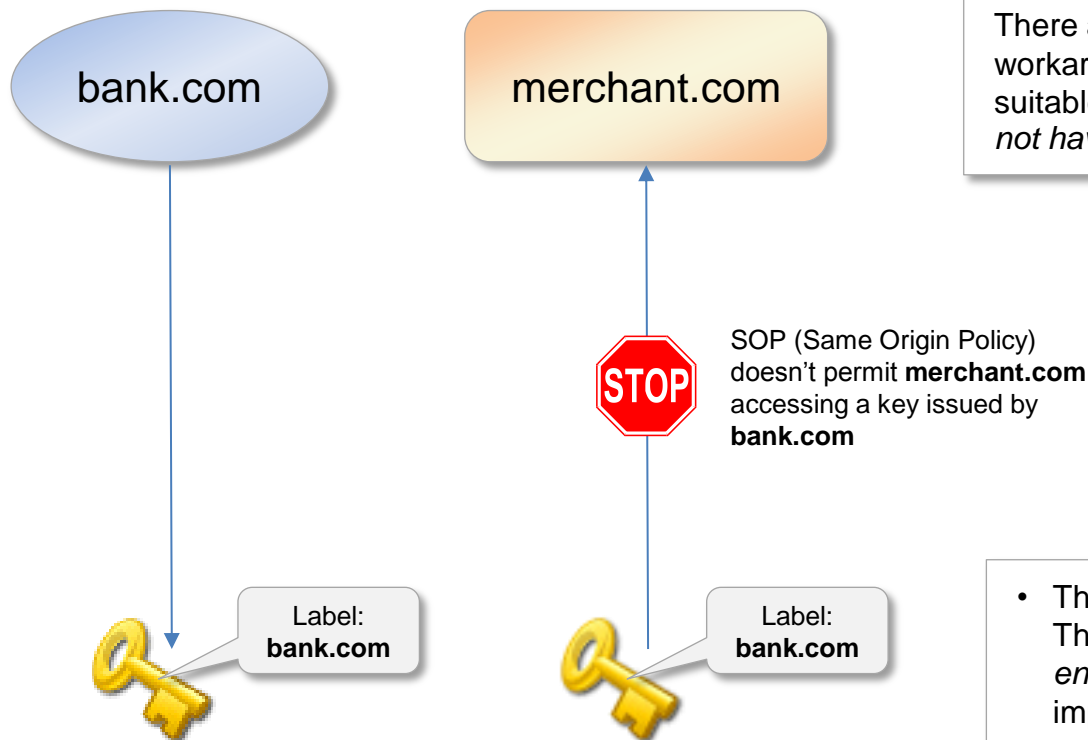 bank.com
merchant.com
There
workar
suitable
not hav
STOP
SOP (Same Origin Policy)
doesn’t permit merchant.com
accessing a key issued by
bank.com
Label:
bank.com
Label:
bank.com
• Th
Th
en
im